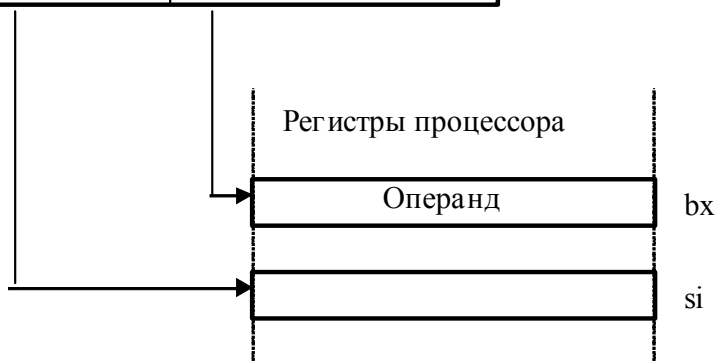 Регистры процессора
Операнд
bx
si